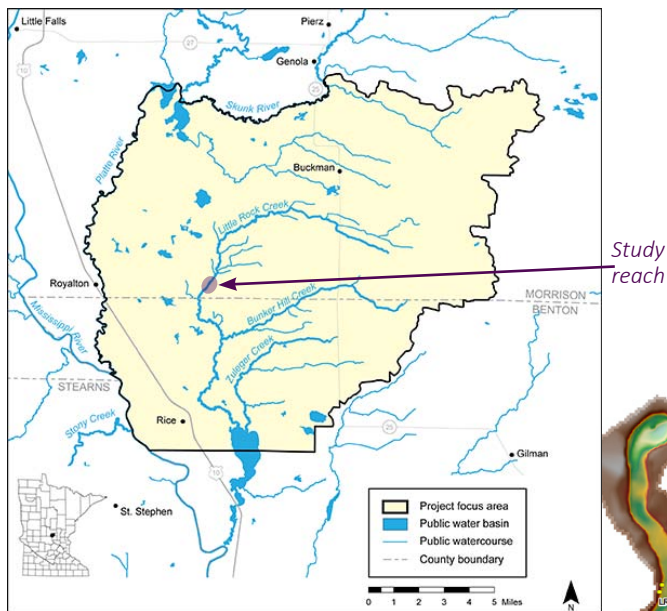 Little Falls
Pierz
27
Genola
25
Skunk River
Platte River
Buckman
Little Rock Creek
Study
reach
Royalton
MORRISON
BENTON
Bunker Hill Creek
Mississippi River
Zuleger Creek
STEARNS
Stony Creek
Rice
25
Gilman
10
St. Stephen
Project focus area
Public water basin
Public watercourse
County boundary
0 1 2 3 4 5 Miles
N